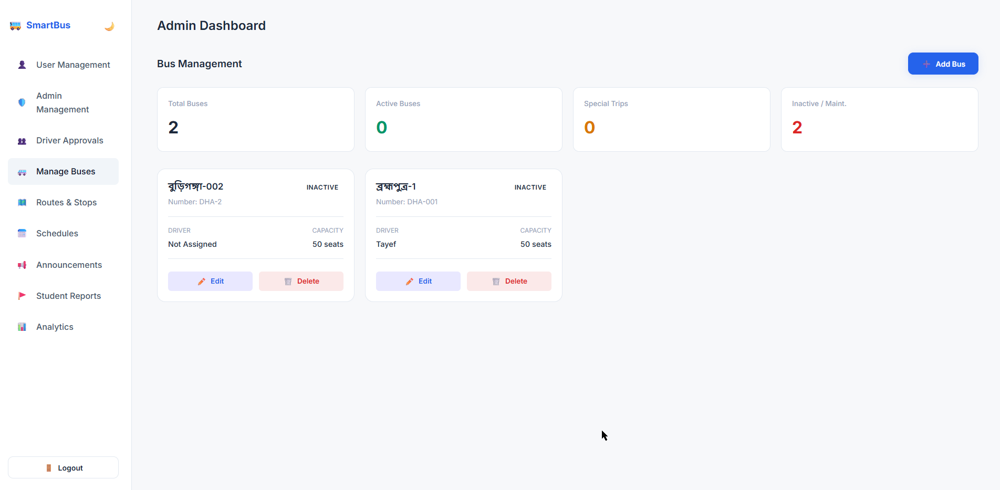 SmartBus
User Management
Admin
Management
Driver Approvals
Manage Buses
Routes & Stops
Schedules
Announcements
Student Reports
Analytics
Logout
Admin Dashboard
Bus Management
Add Bus
Total Buses
2
Active Buses
0
Special Trips
0
Inactive / Maint.
2
বুড়িগঙ্গা-002
INACTIVE
Number: DHA-2
DRIVER
CAPACITY
Not Assigned
50 seats
Edit
Delete
ব্রহ্মপুত্র-1
INACTIVE
Number: DHA-001
DRIVER
CAPACITY
Tayef
50 seats
Edit
Delete